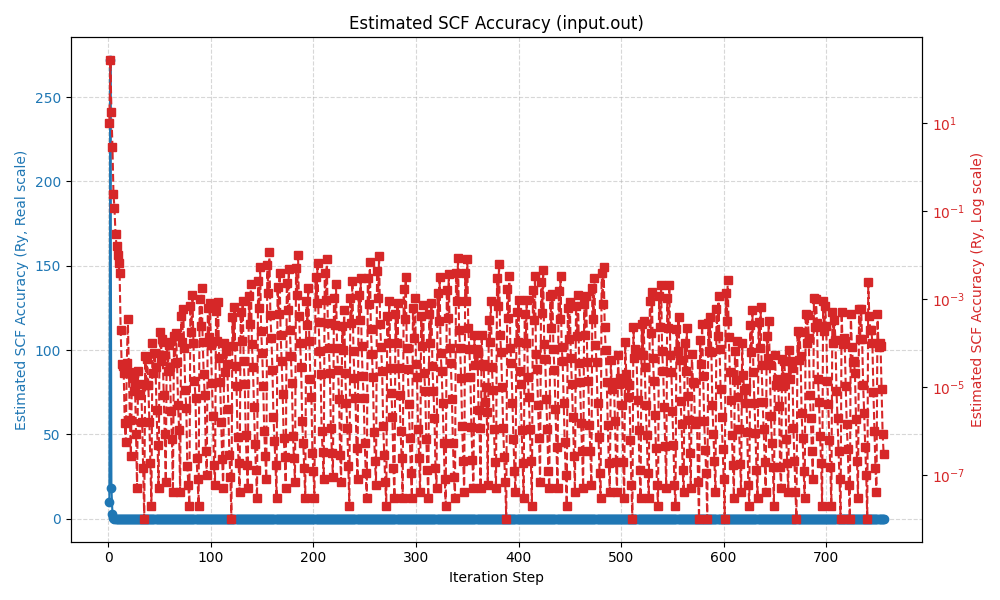 Estimated SCF Accuracy (input.out)
Estimated SCF Accuracy (Ry, Real scale)
250
200
150
100
50
0
0 100 200 300 400 500 600 700
Iteration Step
10¹
10⁻¹
10⁻³
10⁻⁵
10⁻⁷
Estimated SCF Accuracy (Ry, Log scale)